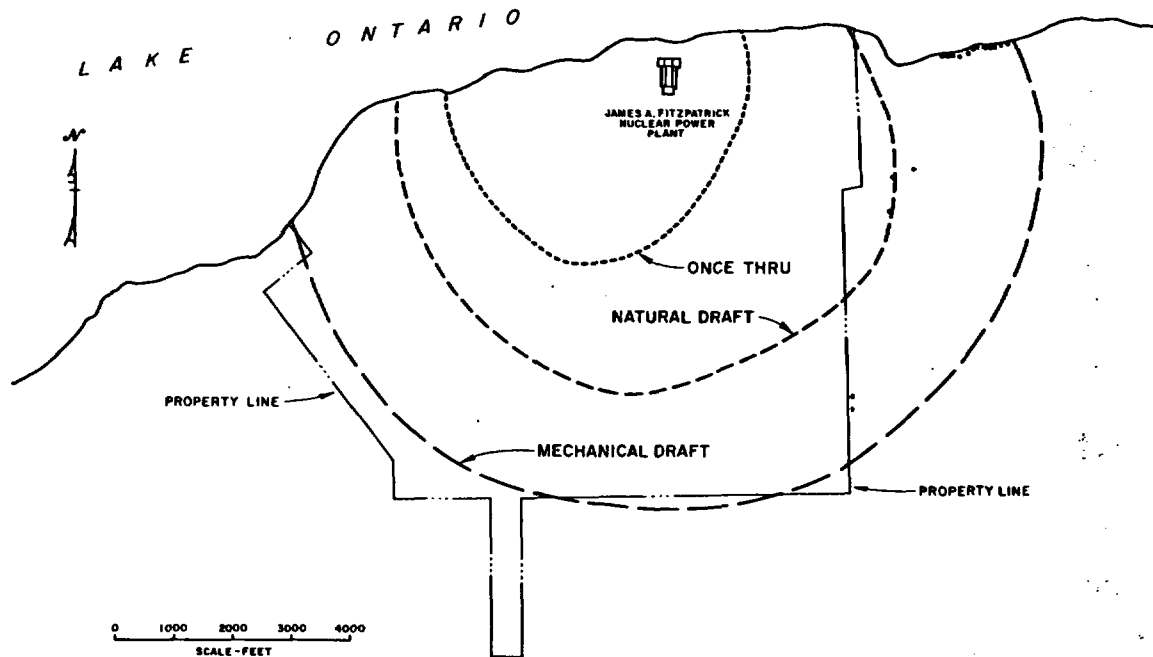 LAKE ONTARIO
N
JAMES A. FITZPATRICK
NUCLEAR POWER
PLANT
ONCE THRU
NATURAL DRAFT
PROPERTY LINE
MECHANICAL DRAFT
PROPERTY LINE
0 1000 2000 3000 4000
SCALE-FEET